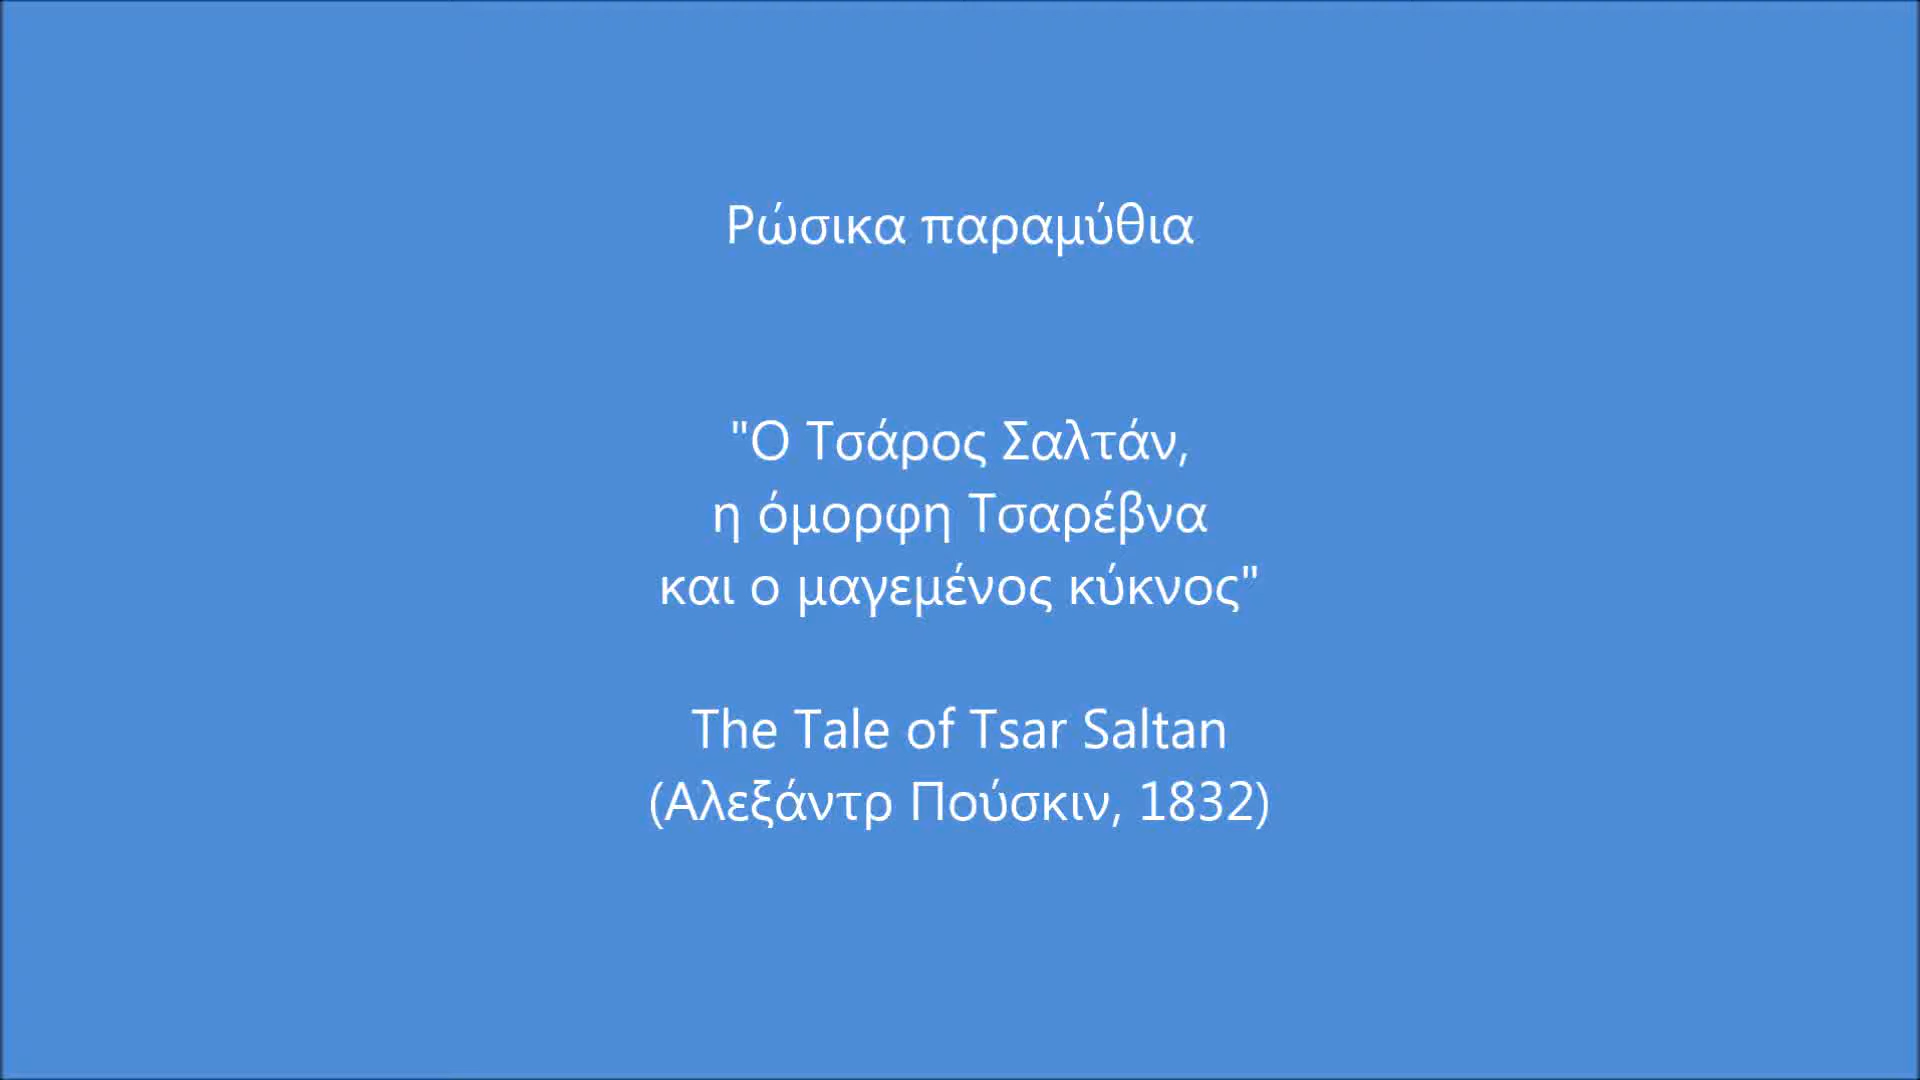 Ρώσικα παραμύθια
"Ο Τσάρος Σαλτάν,
η όμορφη Τσαρέβνα
και ο μαγεμένος κύκνος"
The Tale of Tsar Saltan
(Αλεξάντρ Πούσκιν, 1832)